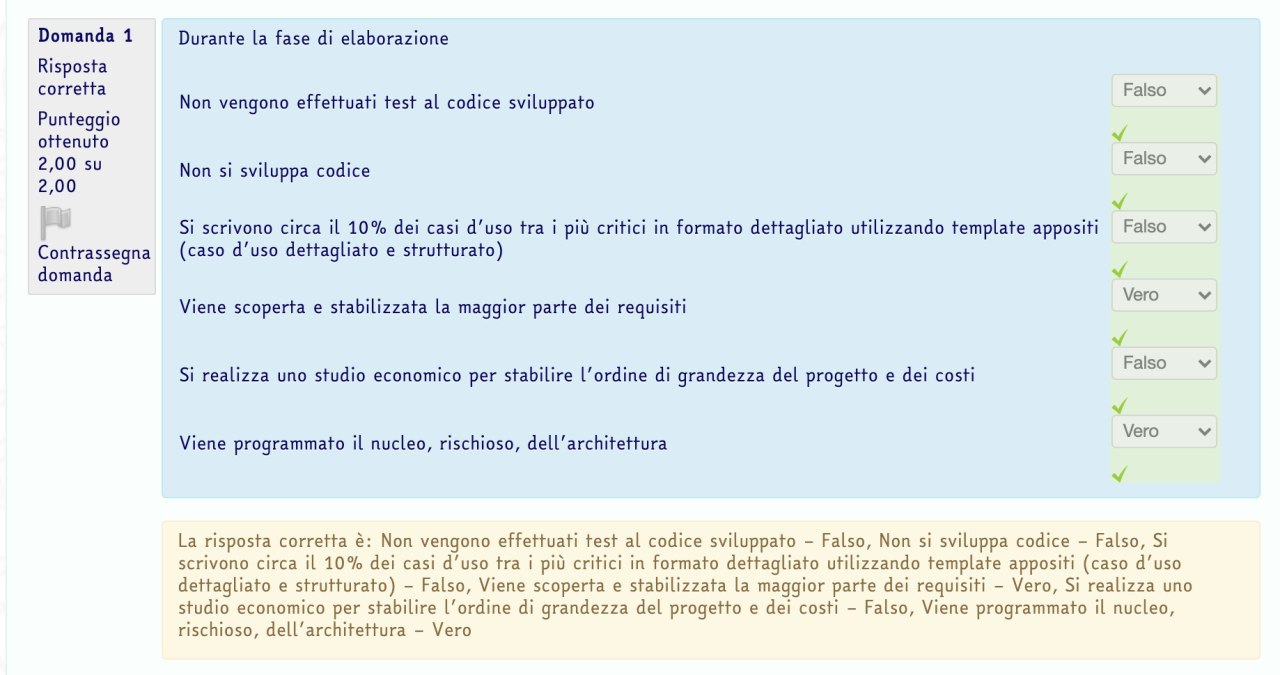 Domanda 1
Risposta
corretta
Punteggio
ottenuto
2,00 su
2,00
Contrassegna
domanda
Durante la fase di elaborazione
Non vengono effettuati test al codice sviluppato
Falso
Non si sviluppa codice
Falso
Si scrivono circa il 10% dei casi d'uso tra i più critici in formato dettagliato utilizzando template appositi
(caso d'uso dettagliato e strutturato)
Falso
Viene scoperta e stabilizzata la maggior parte dei requisiti
Vero
Si realizza uno studio economico per stabilire l'ordine di grandezza del progetto e dei costi
Falso
Viene programmato il nucleo, rischioso, dell'architettura
Vero
La risposta corretta è: Non vengono effettuati test al codice sviluppato – Falso, Non si sviluppa codice – Falso, Si
scrivono circa il 10% dei casi d'uso tra i più critici in formato dettagliato utilizzando template appositi (caso d'uso
dettagliato e strutturato) – Falso, Viene scoperta e stabilizzata la maggior parte dei requisiti – Vero, Si realizza uno
studio economico per stabilire l'ordine di grandezza del progetto e dei costi – Falso, Viene programmato il nucleo,
rischioso, dell'architettura – Vero